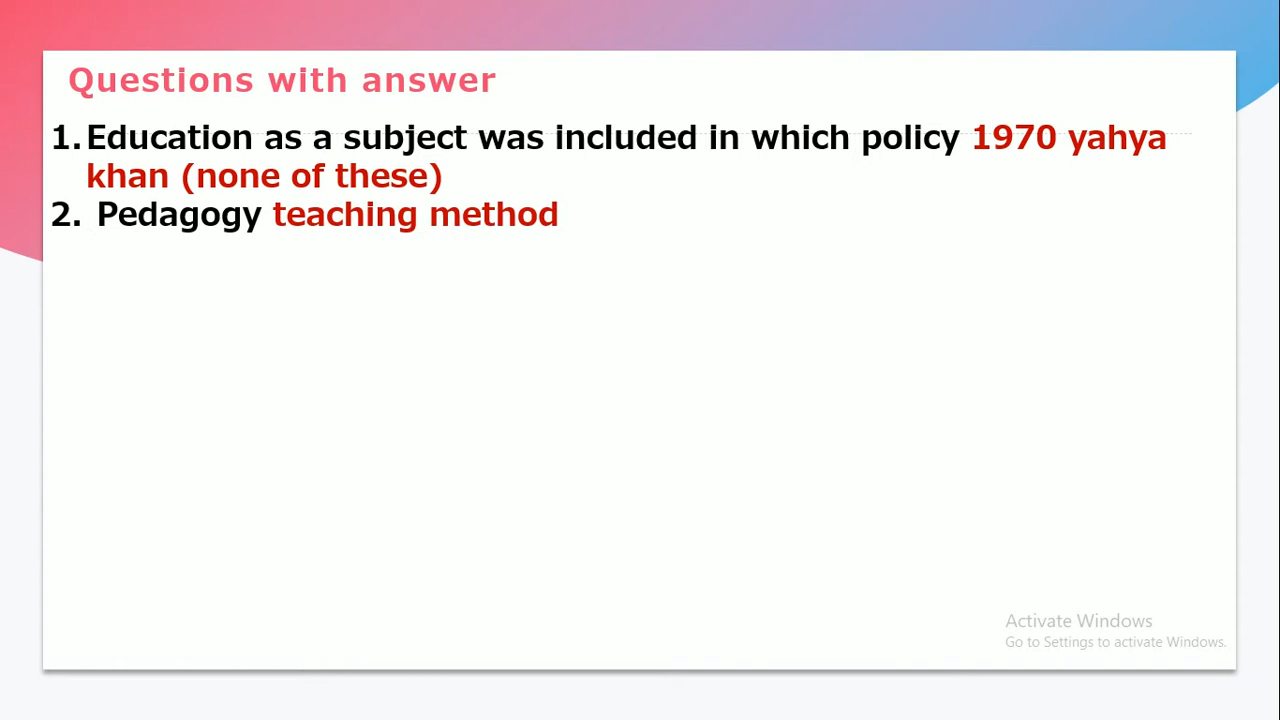 Questions with answer
1. Education as a subject was included in which policy 1970 yahya
khan (none of these)
2. Pedagogy teaching method
Activate Windows
Go to Settings to activate Windows.